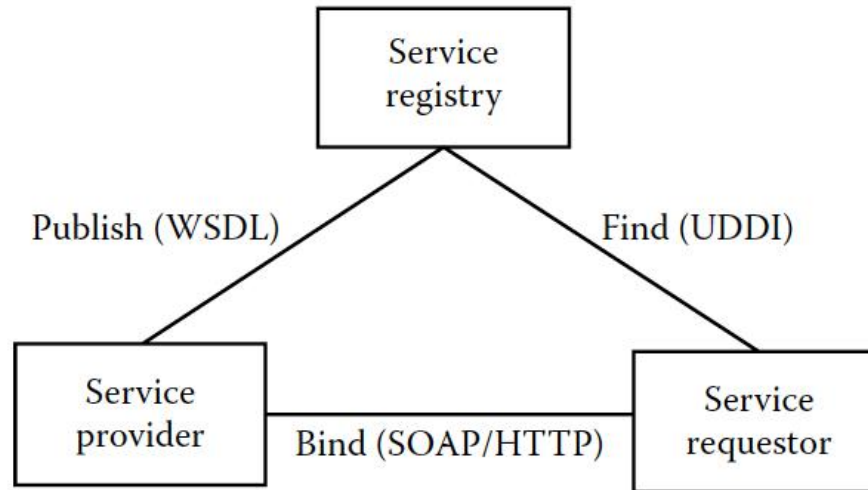 Service
registry
Publish (WSDL)
Find (UDDI)
Service
provider
Bind (SOAP/HTTP)
Service
requestor